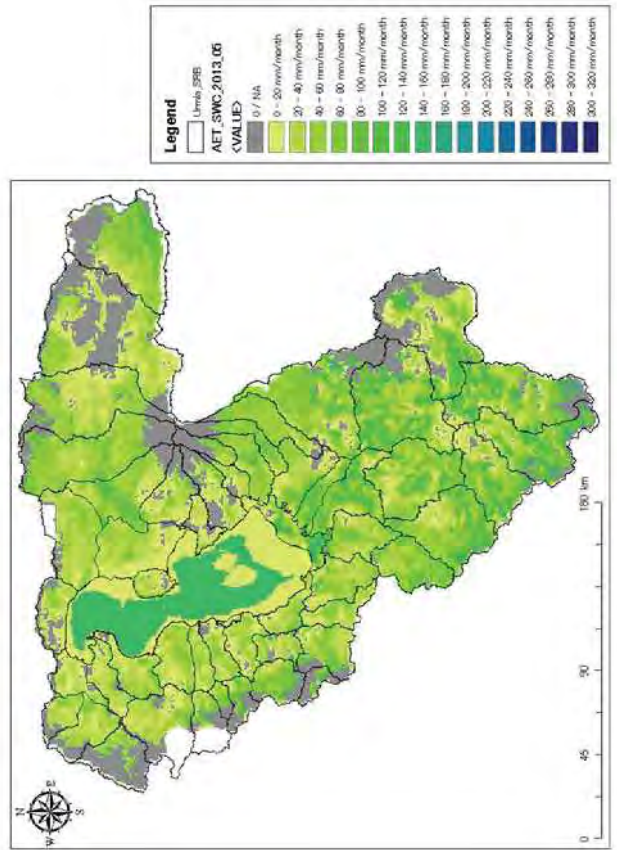 Legend
Urmia_SRB
AET_SWC_2013_05
<VALUE>
0 / NA
0 - 20 mm/month
20 - 40 mm/month
40 - 60 mm/month
60 - 80 mm/month
80 - 100 mm/month
100 - 120 mm/month
120 - 140 mm/month
140 - 160 mm/month
160 - 180 mm/month
180 - 200 mm/month
200 - 220 mm/month
220 - 240 mm/month
240 - 260 mm/month
260 - 280 mm/month
280 - 300 mm/month
300 - 320 mm/month
N
W E
S
0 45 90 180 km